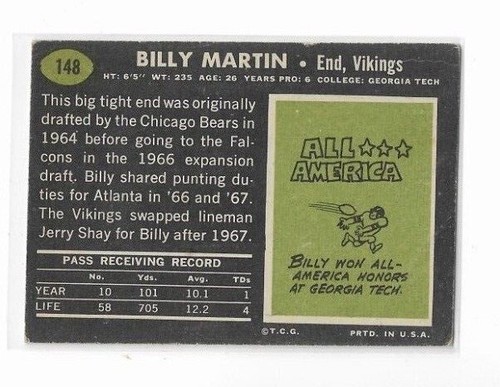 148
BILLY MARTIN • End, Vikings
HT: 6'5" WT: 235 AGE: 26 YEARS PRO: 6 COLLEGE: GEORGIA TECH
This big tight end was originally
drafted by the Chicago Bears in
1964 before going to the Fal-
cons in the 1966 expansion
draft. Billy shared punting du-
ties for Atlanta in '66 and '67.
The Vikings swapped lineman
Jerry Shay for Billy after 1967.
PASS RECEIVING RECORD
No. Yds. Avg. TDs
YEAR 10 101 10.1 1
LIFE 58 705 12.2 4
ALL ★★★
AMERICA
BILLY WON ALL-
AMERICA HONORS
AT GEORGIA TECH.
©T.C.G. PRTD. IN U.S.A.